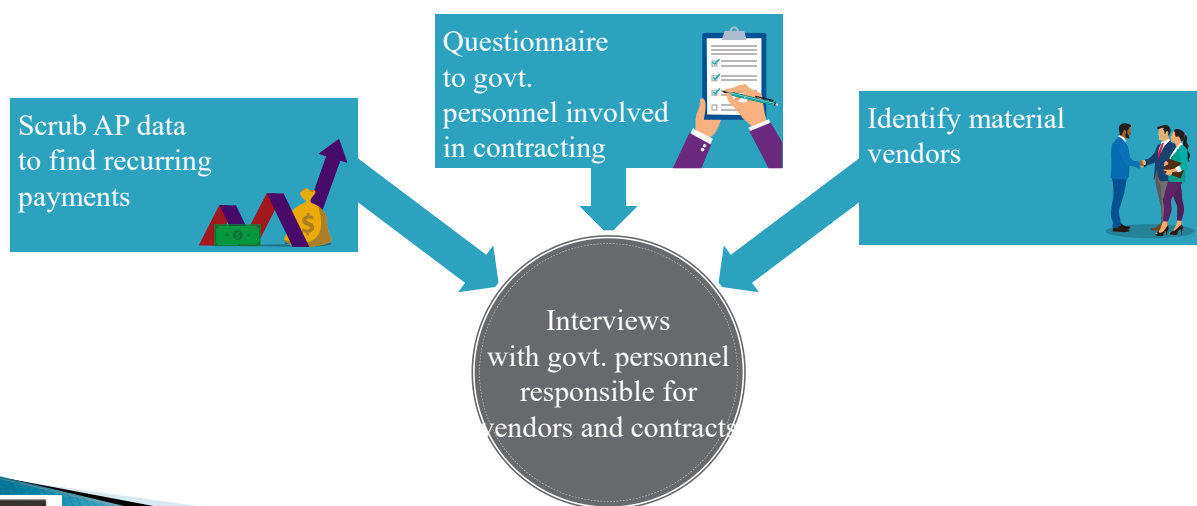 Scrub AP data
to find recurring
payments
Questionnaire
to govt.
personnel involved
in contracting
Identify material
vendors
Interviews
with govt. personnel
responsible for
vendors and contracts